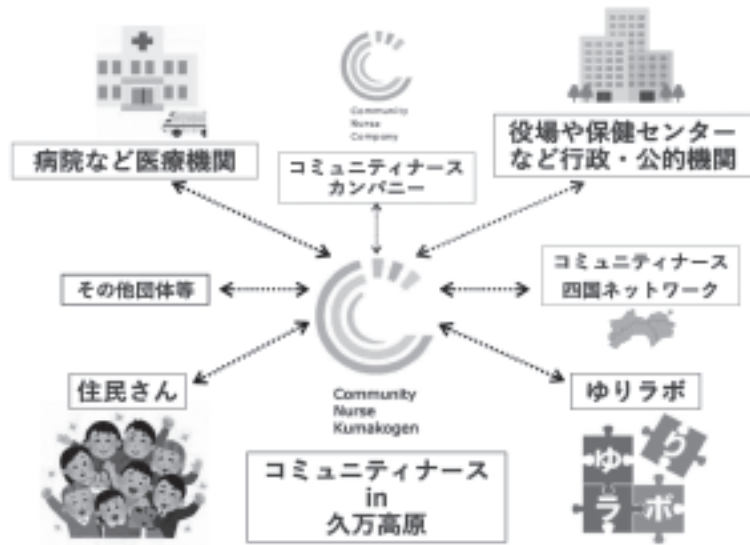 Community
Nurse
Company
病院など医療機関
コミュニティナース
カンパニー
役場や保健センター
など行政・公的機関
その他団体等
コミュニティナース
四国ネットワーク
住民さん
Community
Nurse
Kumakogen
ゆりラボ
コミュニティナース
in
久万高原
ゆり
ラボ